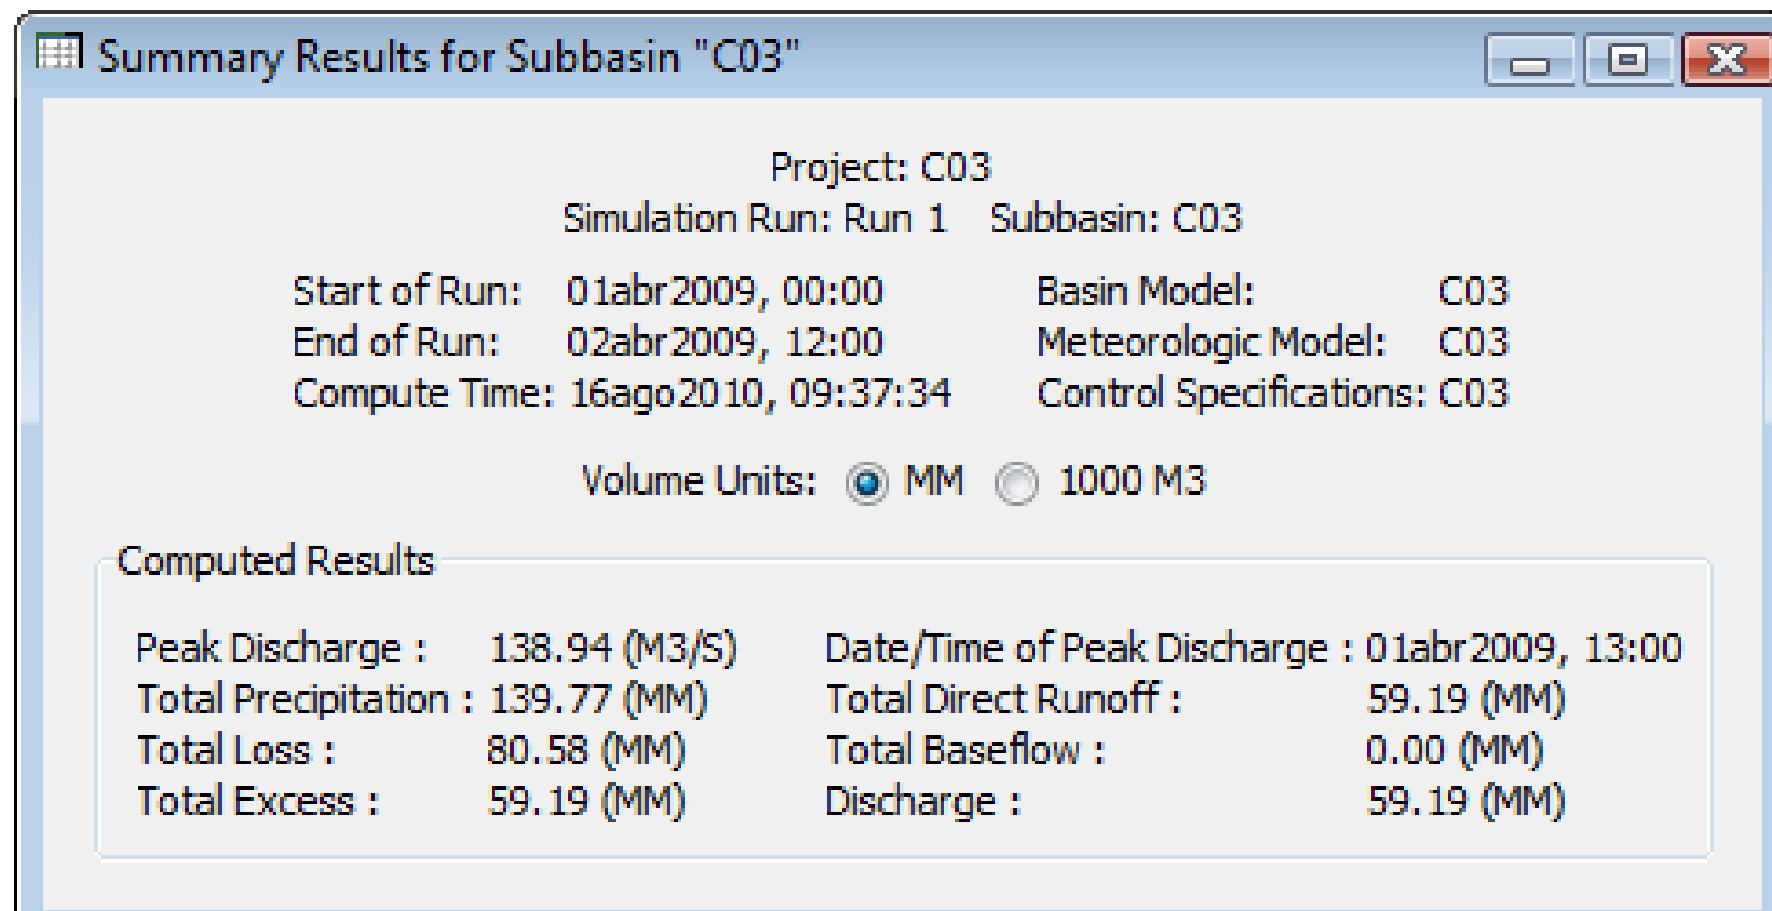 Summary Results for Subbasin "C03"
Project: C03
Simulation Run: Run 1 Subbasin: C03
Start of Run: 01abr2009, 00:00 Basin Model: C03
End of Run: 02abr2009, 12:00 Meteorologic Model: C03
Compute Time: 16ago2010, 09:37:34 Control Specifications: C03
Volume Units: MM 1000 M3
Computed Results
Peak Discharge : 138.94 (M3/S) Date/Time of Peak Discharge : 01abr2009, 13:00
Total Precipitation : 139.77 (MM) Total Direct Runoff : 59.19 (MM)
Total Loss : 80.58 (MM) Total Baseflow : 0.00 (MM)
Total Excess : 59.19 (MM) Discharge : 59.19 (MM)